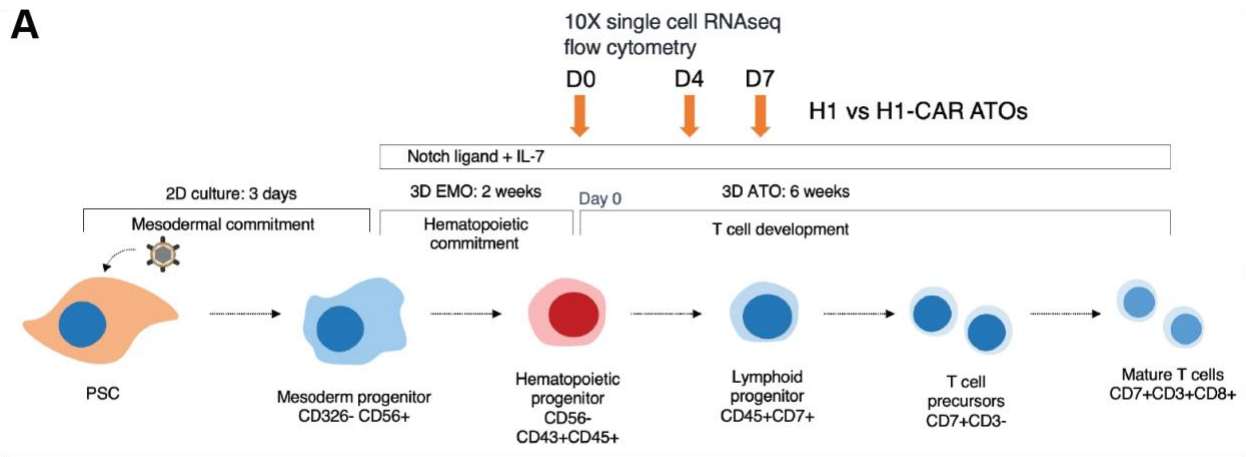 A
10X single cell RNAseq
flow cytometry
D0
D4
D7
H1 vs H1-CAR ATOs
Notch ligand + IL-7
2D culture: 3 days
3D EMO: 2 weeks
Day 0
3D ATO: 6 weeks
Mesodermal commitment
Hematopoietic
commitment
T cell development
PSC
Mesoderm progenitor
CD326- CD56+
Hematopoietic
progenitor
CD56-
CD43+CD45+
Lymphoid
progenitor
CD45+CD7+
T cell
precursors
CD7+CD3-
Mature T cells
CD7+CD3+CD8+